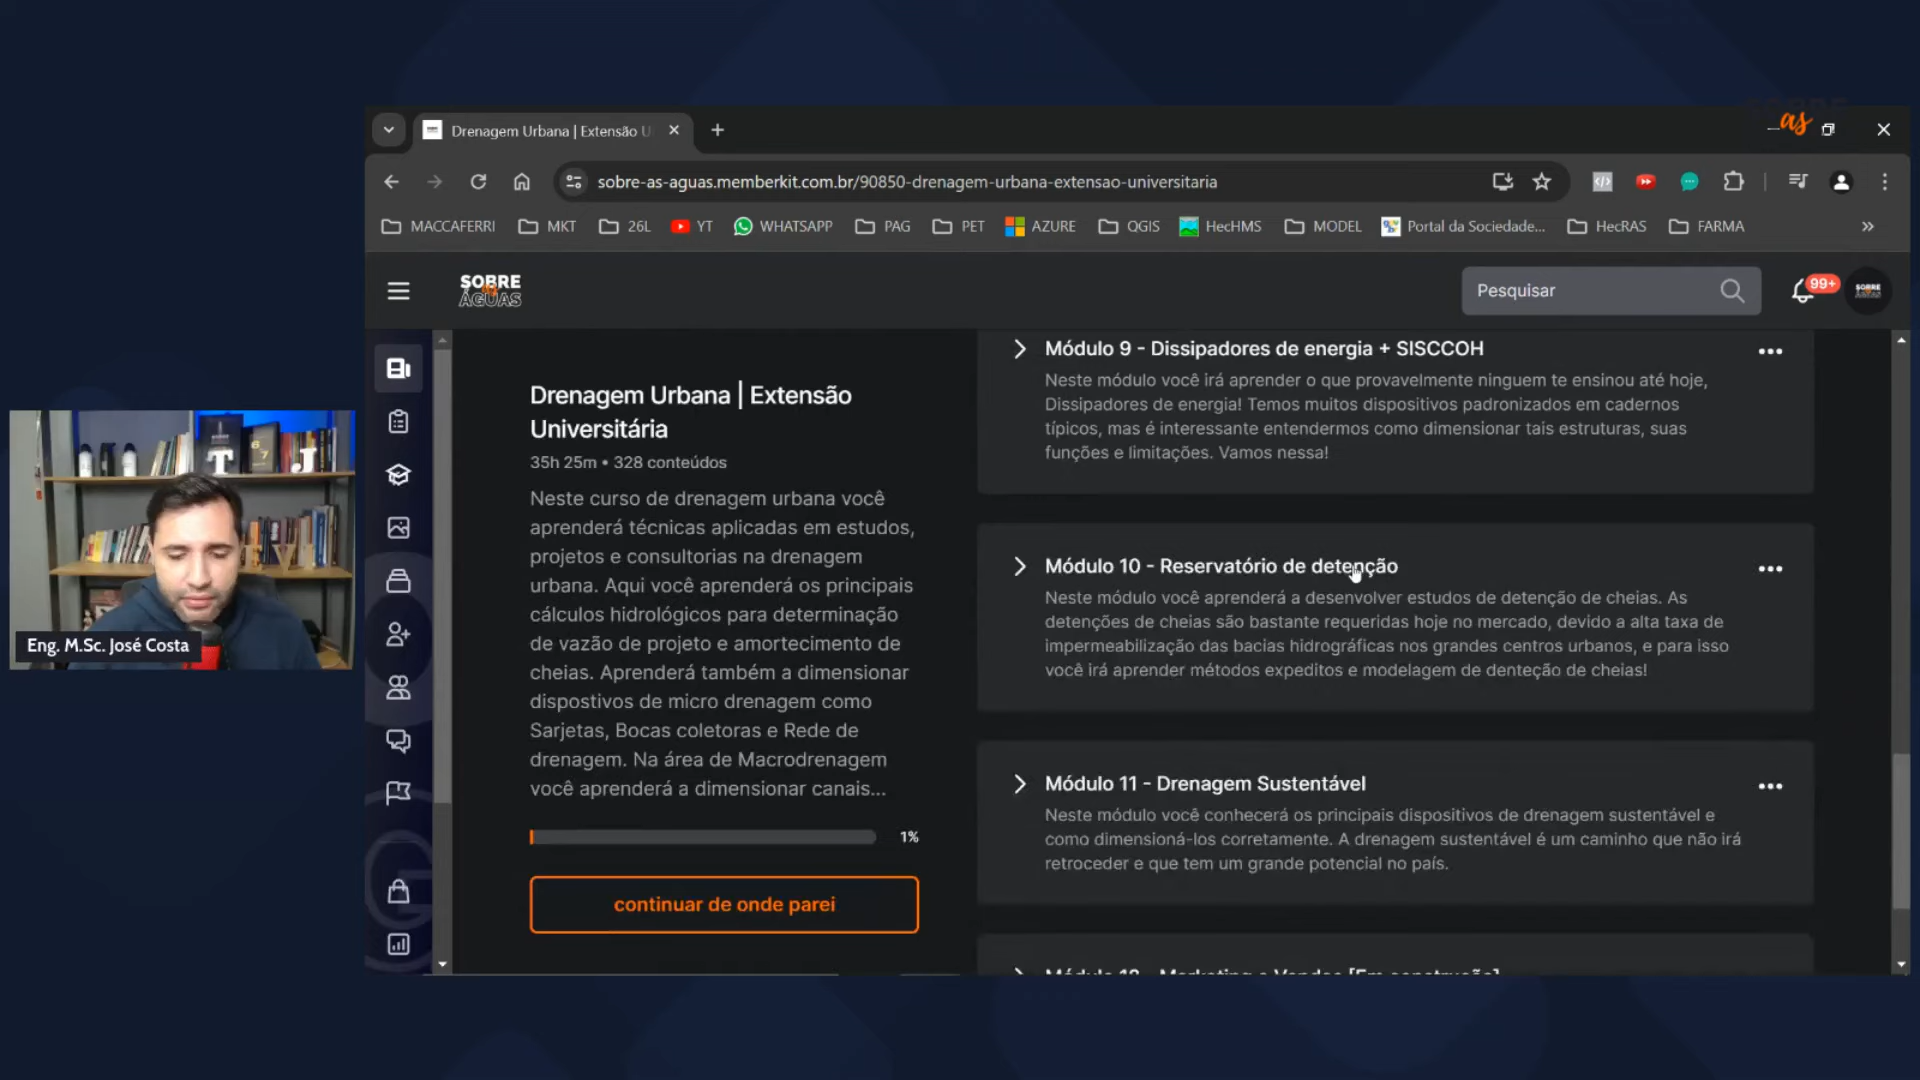 SOBRE
as
Drenagem Urbana | Extensão U
sobre-as-aguas.memberkit.com.br/90850-drenagem-urbana-extensao-universitaria
MACCAFERRI MKT 26L YT WHATSAPP PAG PET AZURE QGIS HecHMS MODEL Portal da Sociedade... HecRAS FARMA
SOBRE
as
ÁGUAS
Pesquisar
99+
Drenagem Urbana | Extensão
Universitária
35h 25m • 328 conteúdos
Neste curso de drenagem urbana você
aprenderá técnicas aplicadas em estudos,
projetos e consultorias na drenagem
urbana. Aqui você aprenderá os principais
cálculos hidrológicos para determinação
de vazão de projeto e amortecimento de
cheias. Aprenderá também a dimensionar
dispostivos de micro drenagem como
Sarjetas, Bocas coletoras e Rede de
drenagem. Na área de Macrodrenagem
você aprenderá a dimensionar canais...
1%
continuar de onde parei
Módulo 9 - Dissipadores de energia + SISCCOH
Neste módulo você irá aprender o que provavelmente ninguem te ensinou até hoje,
Dissipadores de energia! Temos muitos dispositivos padronizados em cadernos
típicos, mas é interessante entendermos como dimensionar tais estruturas, suas
funções e limitações. Vamos nessa!
Módulo 10 - Reservatório de detenção
Neste módulo você aprenderá a desenvolver estudos de detenção de cheias. As
detenções de cheias são bastante requeridas hoje no mercado, devido a alta taxa de
impermeabilização das bacias hidrográficas nos grandes centros urbanos, e para isso
você irá aprender métodos expeditos e modelagem de denteção de cheias!
Módulo 11 - Drenagem Sustentável
Neste módulo você conhecerá os principais dispositivos de drenagem sustentável e
como dimensioná-los corretamente. A drenagem sustentável é um caminho que não irá
retroceder e que tem um grande potencial no país.
Módulo 12 - Marketing e Vendas [Em construção]
T
6
7
J
Eng. M.Sc. José Costa